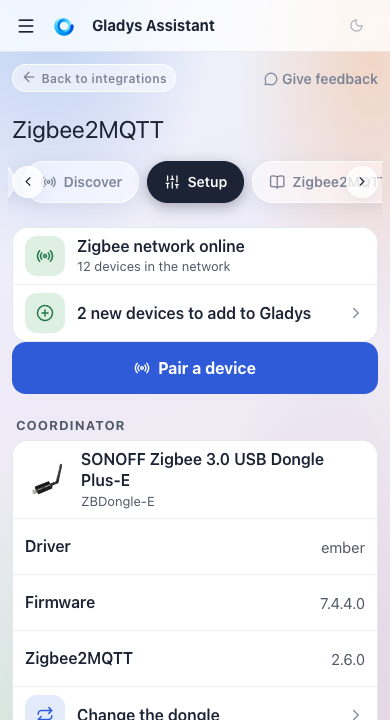 Gladys Assistant
Back to integrations
Give feedback
Zigbee2MQTT
Discover
Setup
Zigbee2MQTT
Zigbee network online
12 devices in the network
2 new devices to add to Gladys
Pair a device
COORDINATOR
SONOFF Zigbee 3.0 USB Dongle
Plus-E
ZBDongle-E
Driver
ember
Firmware
7.4.4.0
Zigbee2MQTT
2.6.0
Change the dongle